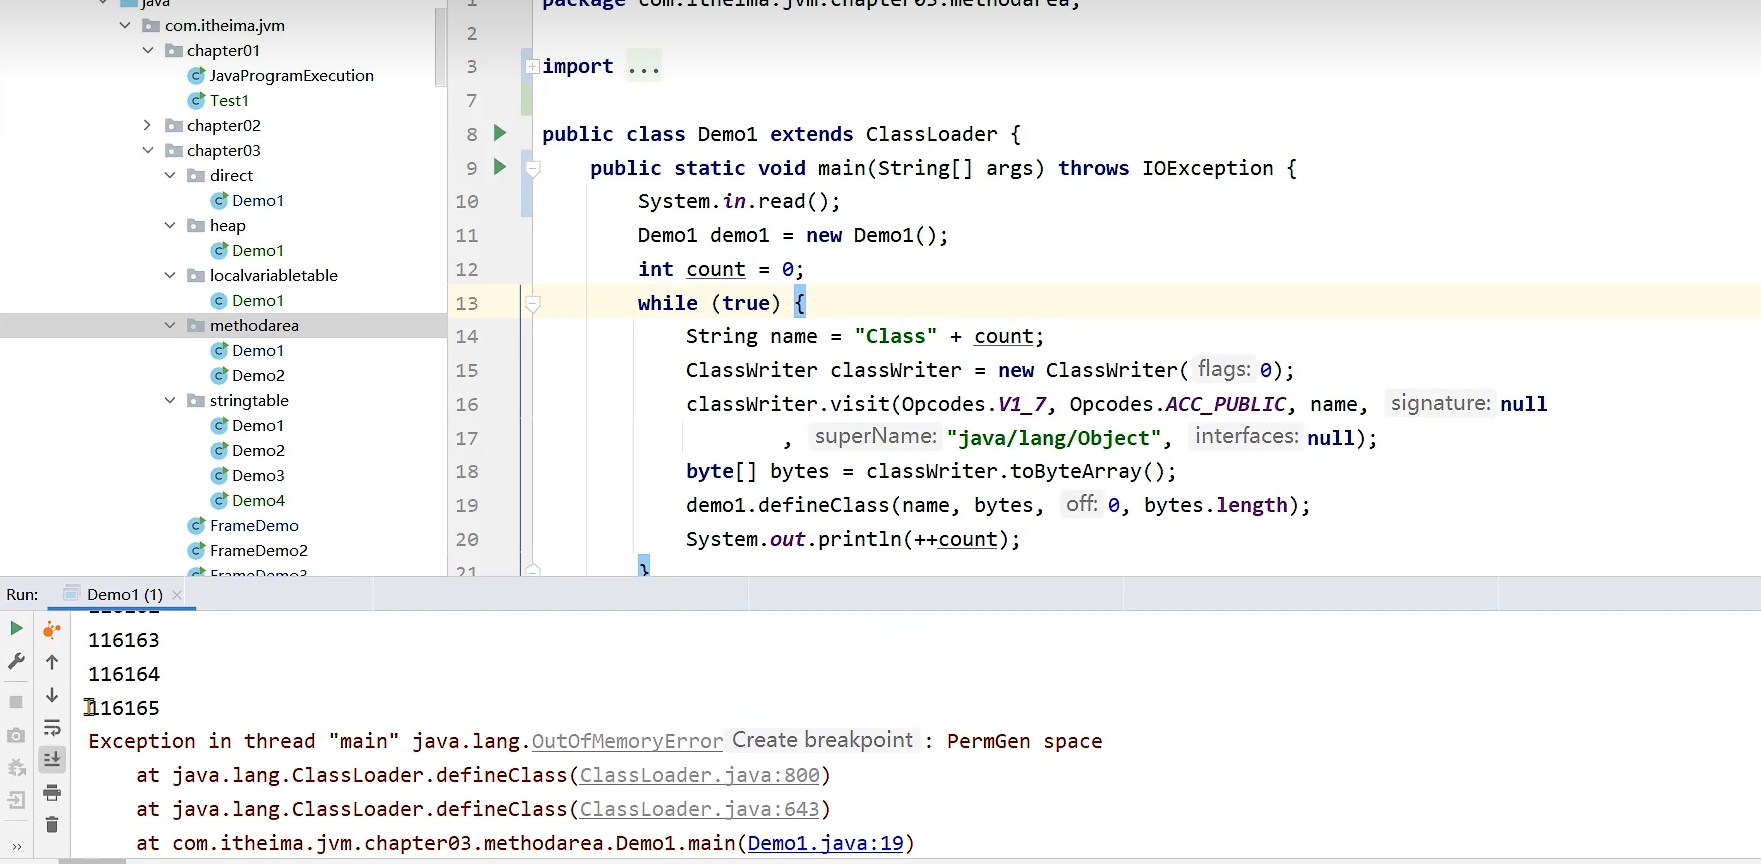 java
com.itheima.jvm
chapter01
JavaProgramExecution
Test1
chapter02
chapter03
direct
Demo1
heap
Demo1
localvariabletable
Demo1
methodarea
Demo1
Demo2
stringtable
Demo1
Demo2
Demo3
Demo4
FrameDemo
FrameDemo2
FrameDemo3
1 package com.itheima.jvm.chapter03.methodarea;
2
3 import ...
7
8 public class Demo1 extends ClassLoader {
9 public static void main(String[] args) throws IOException {
10 System.in.read();
11 Demo1 demo1 = new Demo1();
12 int count = 0;
13 while (true) {
14 String name = "Class" + count;
15 ClassWriter classWriter = new ClassWriter( flags: 0);
16 classWriter.visit(Opcodes.V1_7, Opcodes.ACC_PUBLIC, name, signature: null
17 , superName: "java/lang/Object", interfaces: null);
18 byte[] bytes = classWriter.toByteArray();
19 demo1.defineClass(name, bytes, off: 0, bytes.length);
20 System.out.println(++count);
21 }
Run: Demo1 (1) ×
116163
116164
116165
Exception in thread "main" java.lang.OutOfMemoryError Create breakpoint : PermGen space
at java.lang.ClassLoader.defineClass(ClassLoader.java:800)
at java.lang.ClassLoader.defineClass(ClassLoader.java:643)
at com.itheima.jvm.chapter03.methodarea.Demo1.main(Demo1.java:19)